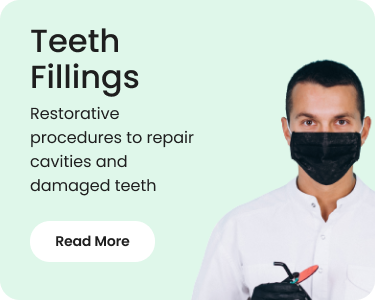 Teeth
Fillings
Restorative
procedures to repair
cavities and
damaged teeth
Read More